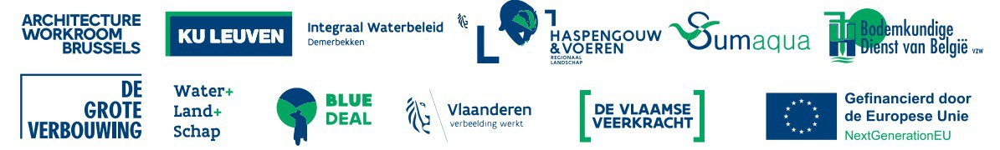 ARCHITECTURE
WORKROOM
BRUSSELS
KU LEUVEN
Integraal Waterbeleid
Demerbekken
HASPENGOUW
& VOEREN
REGIONAAL
LANDSCHAP
Sumaqua
Bodemkundige
Dienst van België vzw
DE
GROTE
VERBOUWING
Water+
Land+
Schap
BLUE
DEAL
Vlaanderen
verbeelding werkt
DE VLAAMSE
VEERKRACHT
Gefinancierd door
de Europese Unie
NextGenerationEU